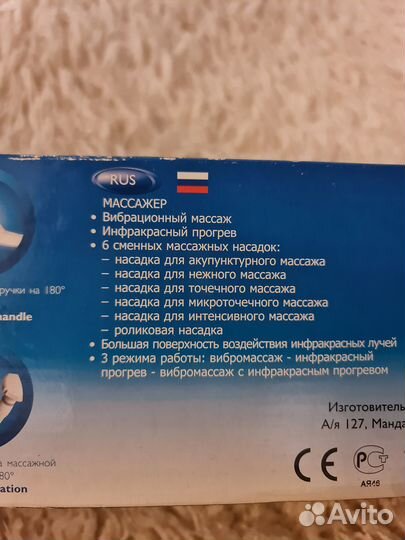 RUS
МАССАЖЕР
• Вибрационный массаж
• Инфракрасный прогрев
• 6 сменных массажных насадок:
— насадка для акупунктурного массажа
— насадка для нежного массажа
— насадка для точечного массажа
— насадка для микроточечного массажа
— насадка для интенсивного массажа
— роликовая насадка
• Большая поверхность воздействия инфракрасных лучей
• 3 режима работы: вибромассаж - инфракрасный
прогрев - вибромассаж с инфракрасным прогревом
ручки на 180°
handle
а массажной
80°
ation
Изготовитель
А/я 127, Манда
CE
РСТ
АЯ46
Avito